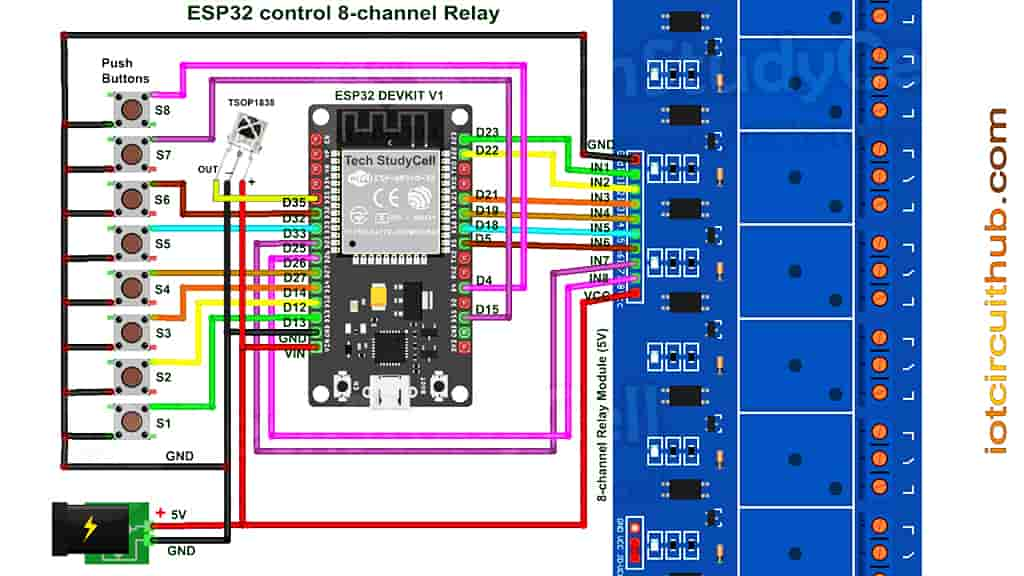 ESP32 control 8-channel Relay
Push
Buttons
S8
S7
S6
S5
S4
S3
S2
S1
TSOP1838
OUT
-
+
ESP32 DEVKIT V1
Tech StudyCell
D35
D32
D33
D25
D26
D27
D14
D12
D13
GND
VIN
D23
D22
D21
D19
D18
D5
D4
D15
GND
IN1
IN2
IN3
IN4
IN5
IN6
IN7
IN8
VCC
8-channel Relay Module (5V)
GND
+ 5V
GND
GND VCC
iotcircuithub.com